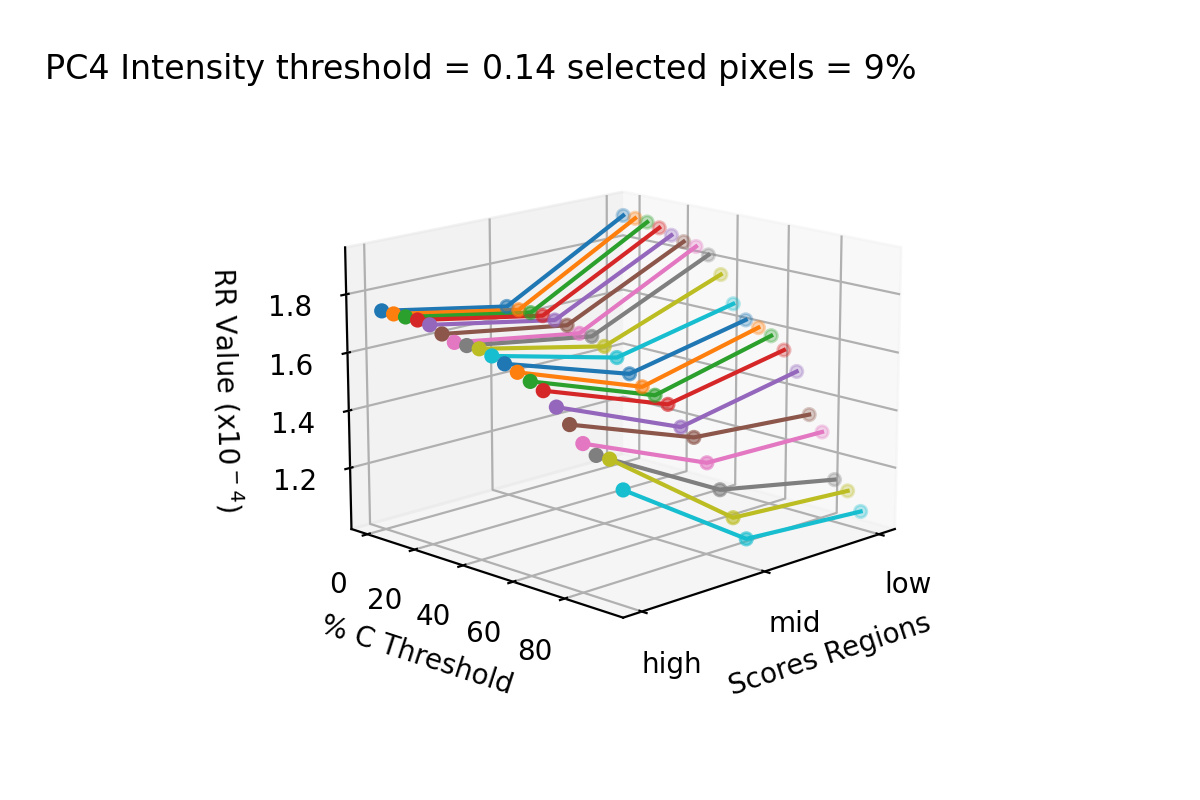 PC4 Intensity threshold = 0.14 selected pixels = 9%
RR Value (x10⁻⁴)
1.8
1.6
1.4
1.2
0
20
40
60
80
% C Threshold
high
mid
low
Scores Regions